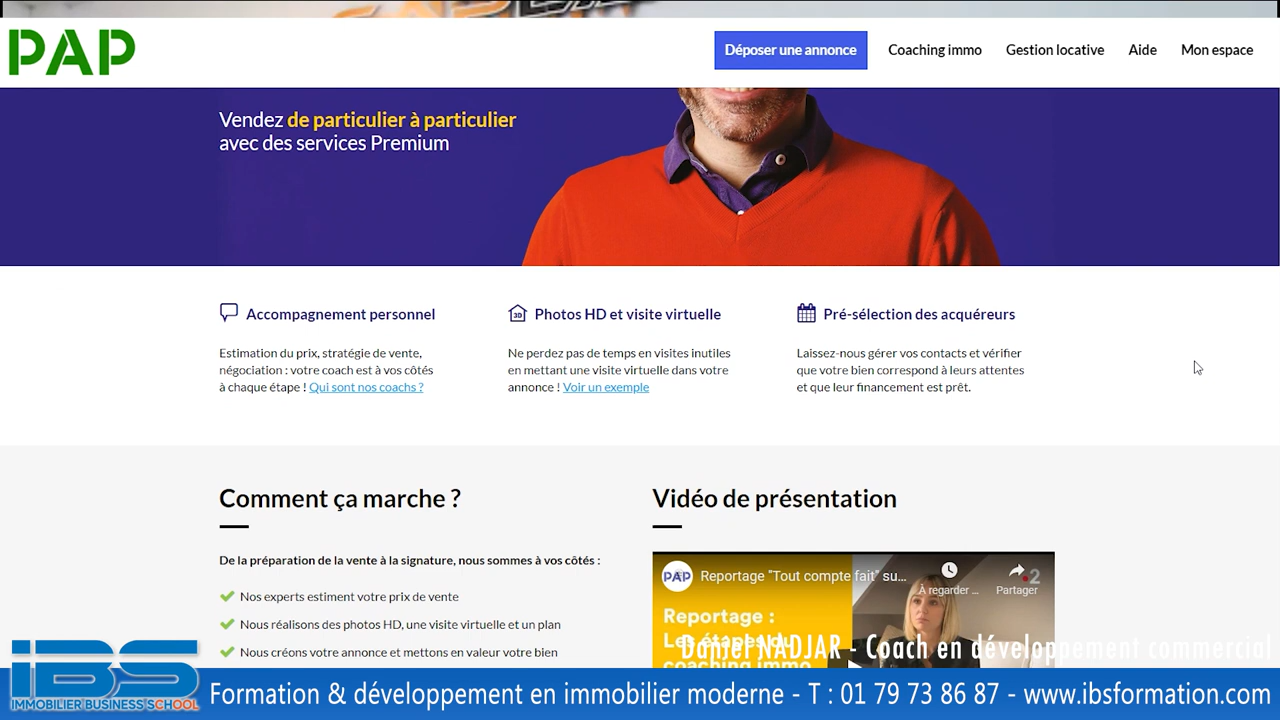 PAP
Déposer une annonce
Coaching immo
Gestion locative
Aide
Mon espace
Vendez de particulier à particulier
avec des services Premium
Accompagnement personnel
Estimation du prix, stratégie de vente,
négociation : votre coach est à vos côtés
à chaque étape ! Qui sont nos coachs ?
3D
Photos HD et visite virtuelle
Ne perdez pas de temps en visites inutiles
en mettant une visite virtuelle dans votre
annonce ! Voir un exemple
Pré-sélection des acquéreurs
Laissez-nous gérer vos contacts et vérifier
que votre bien correspond à leurs attentes
et que leur financement est prêt.
Comment ça marche ?
De la préparation de la vente à la signature, nous sommes à vos côtés :
Nos experts estiment votre prix de vente
Nous réalisons des photos HD, une visite virtuelle et un plan
Nous créons votre annonce et mettons en valeur votre bien
Vidéo de présentation
PAP
Reportage "Tout compte fait" su...
À regarder ...
Partager
2
Reportage :
Les étapes du
coaching immo
Daniel NADJAR - Coach en développement commercial
iBS
IMMOBILIER BUSINESS SCHOOL
Formation & développement en immobilier moderne - T : 01 79 73 86 87 - www.ibsformation.com